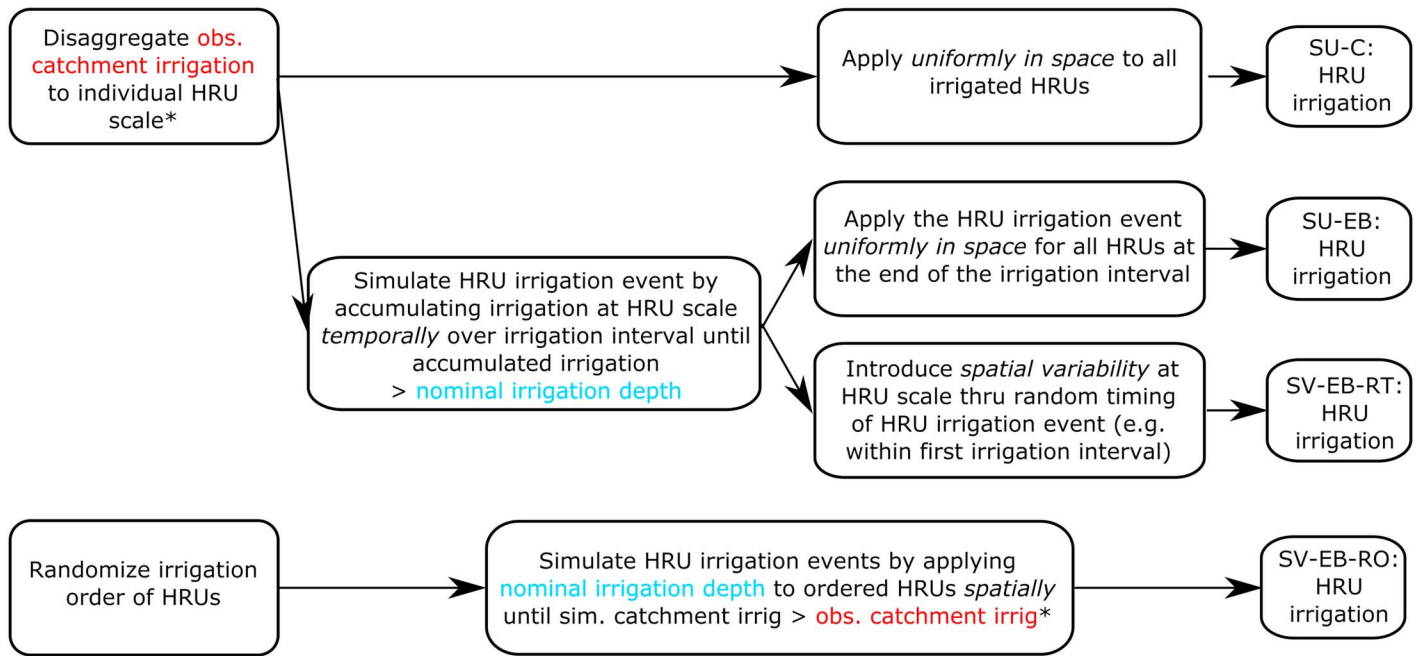 Disaggregate obs.
catchment irrigation
to individual HRU
scale*
Apply uniformly in space to all
irrigated HRUs
SU-C:
HRU
irrigation
Simulate HRU irrigation event by
accumulating irrigation at HRU scale
temporally over irrigation interval until
accumulated irrigation
> nominal irrigation depth
Apply the HRU irrigation event
uniformly in space for all HRUs at
the end of the irrigation interval
SU-EB:
HRU
irrigation
Introduce spatial variability at
HRU scale thru random timing
of HRU irrigation event (e.g.
within first irrigation interval)
SV-EB-RT:
HRU
irrigation
Randomize irrigation
order of HRUs
Simulate HRU irrigation events by applying
nominal irrigation depth to ordered HRUs spatially
until sim. catchment irrig > obs. catchment irrig*
SV-EB-RO:
HRU
irrigation